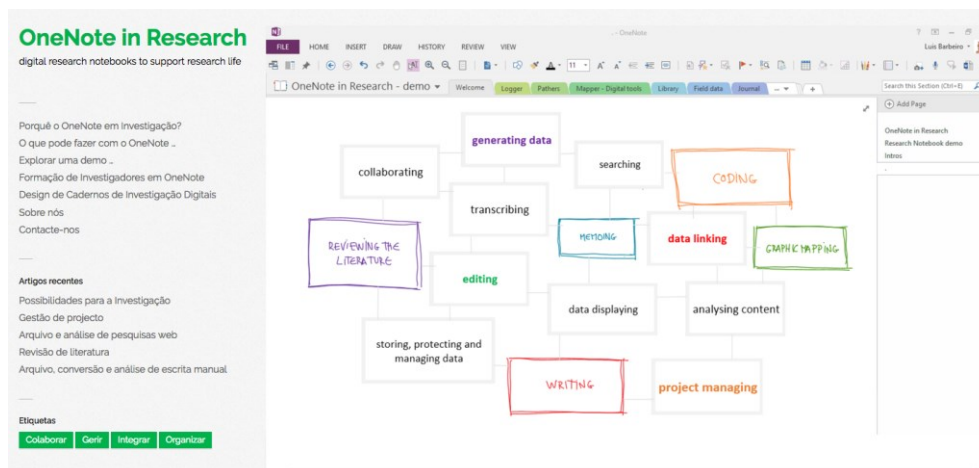 OneNote in Research
digital research notebooks to support research life
Porquê o OneNote em Investigação?
O que pode fazer com o OneNote ..
Explorar uma demo ..
Formação de Investigadores em OneNote
Design de Cadernos de Investigação Digitais
Sobre nós
Contacte-nos
Artigos recentes
Possibilidades para a Investigação
Gestão de projecto
Arquivo e análise de pesquisas web
Revisão de literatura
Arquivo, conversão e análise de escrita manual
Etiquetas
Colaborar Gerir Integrar Organizar
.. - OneNote
FILE HOME INSERT DRAW HISTORY REVIEW VIEW
Luis Barbeiro
11
OneNote in Research - demo Welcome Logger Pathers Mapper - Digital tools Library Field data Journal
Search this Section (Ctrl+E)
Add Page
OneNote in Research
Research Notebook demo
Intros
generating data
collaborating
searching
CODING
transcribing
REVIEWING THE
LITERATURE
MEMOING
data linking
GRAPHIC MAPPING
editing
data displaying
analysing content
storing, protecting and
managing data
WRITING
project managing